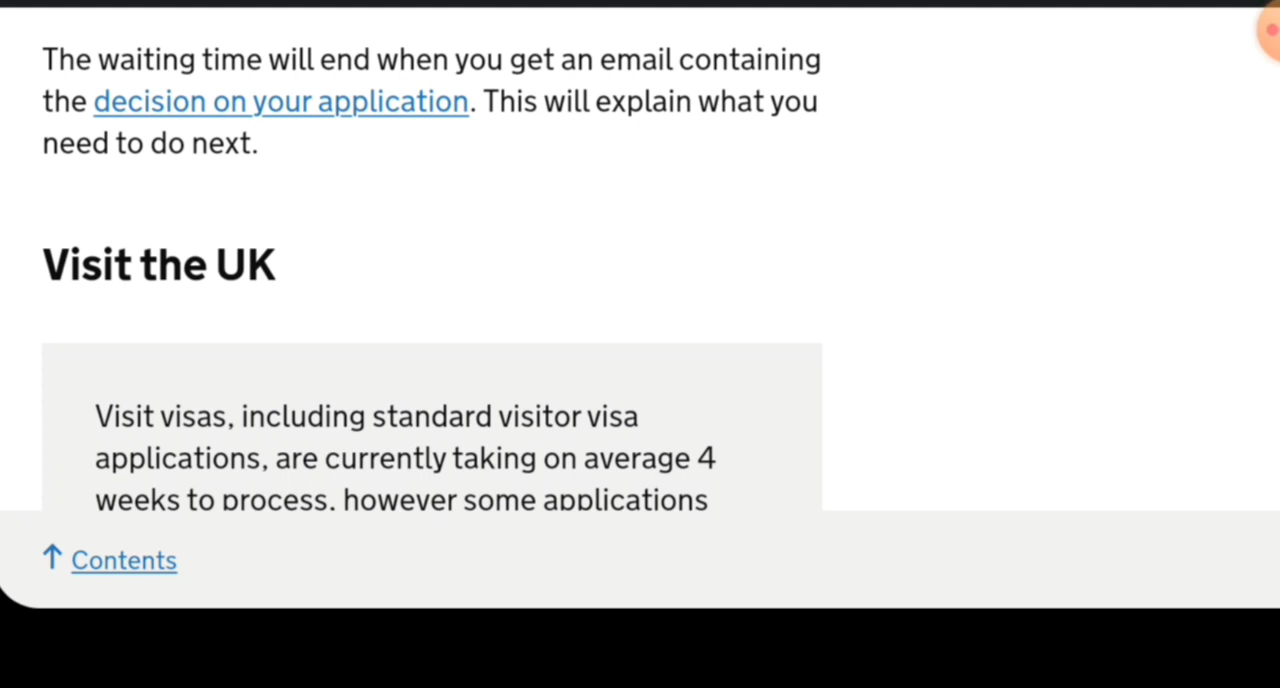 The waiting time will end when you get an email containing
the decision on your application. This will explain what you
need to do next.
Visit the UK
Visit visas, including standard visitor visa
applications, are currently taking on average 4
weeks to process, however some applications
↑ Contents